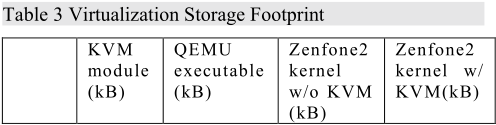 Table 3 Virtualization Storage Footprint
KVM module (kB)
QEMU executable (kB)
Zenfone2 kernel w/o KVM (kB)
Zenfone2 kernel w/ KVM(kB)